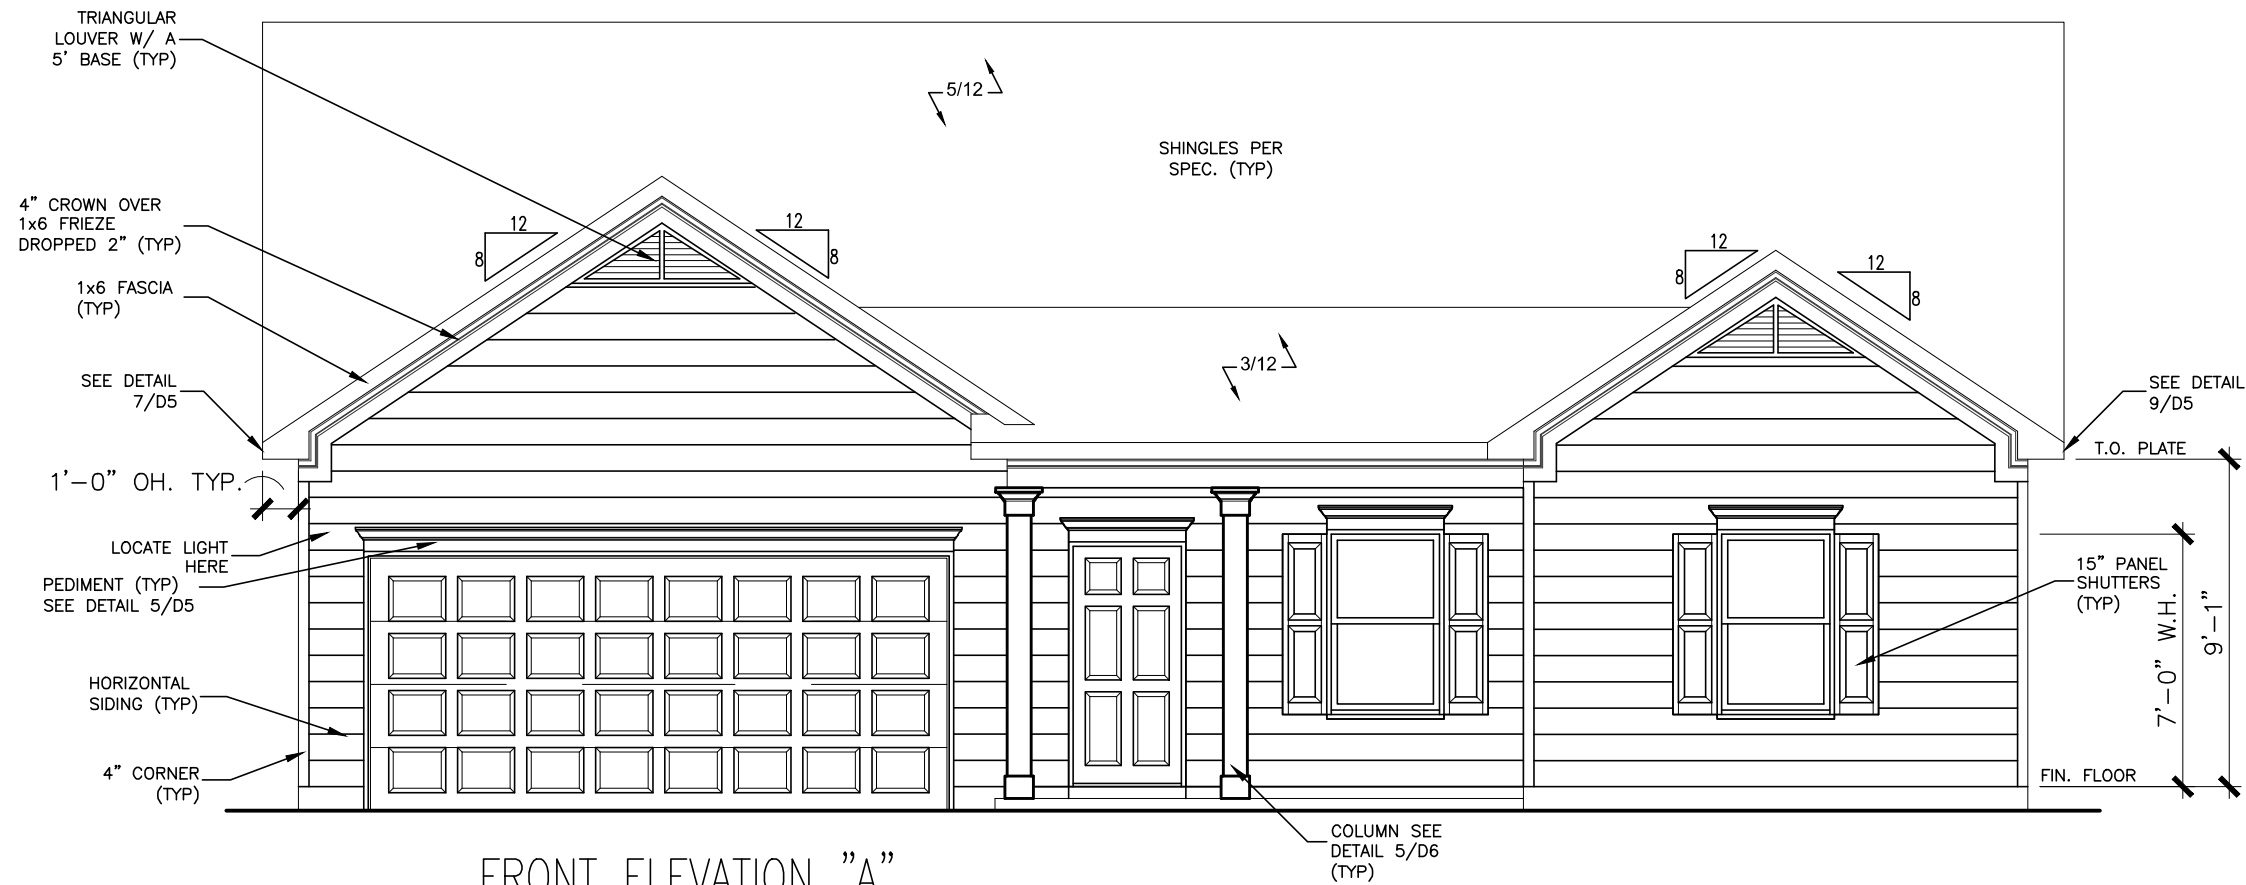 TRIANGULAR
LOUVER W/ A
5' BASE (TYP)
5/12
SHINGLES PER
SPEC. (TYP)
4" CROWN OVER
1x6 FRIEZE
DROPPED 2" (TYP)
12
8
12
8
12
8
12
8
1x6 FASCIA
(TYP)
3/12
SEE DETAIL
7/D5
SEE DETAIL
9/D5
T.O. PLATE
1'-0" OH. TYP.
LOCATE LIGHT
HERE
PEDIMENT (TYP)
SEE DETAIL 5/D5
15" PANEL
SHUTTERS
(TYP)
7'-0" W.H.
9'-1"
HORIZONTAL
SIDING (TYP)
4" CORNER
(TYP)
FIN. FLOOR
COLUMN SEE
DETAIL 5/D6
(TYP)
FRONT ELEVATION "A"